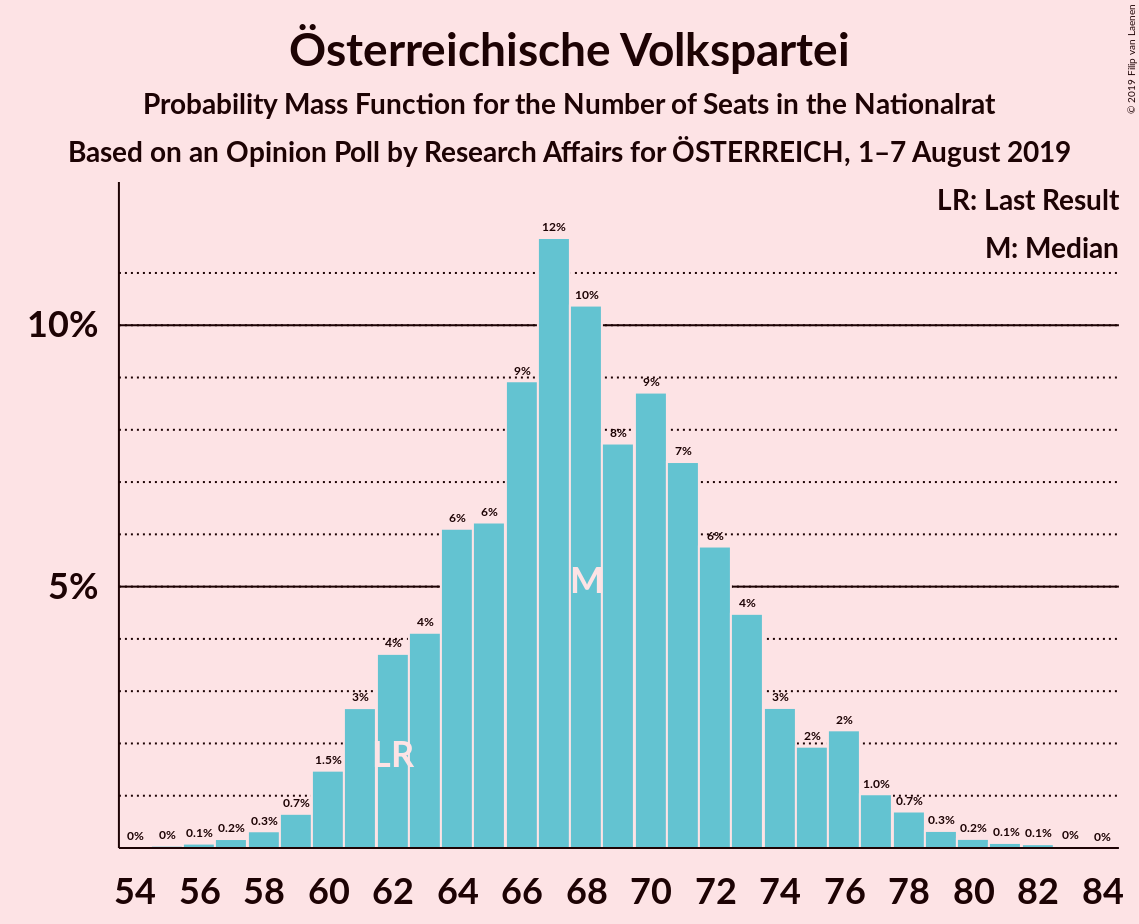 Österreichische Volkspartei
Probability Mass Function for the Number of Seats in the Nationalrat
Based on an Opinion Poll by Research Affairs for ÖSTERREICH, 1–7 August 2019
© 2019 Filip van Laenen
LR: Last Result
M: Median
10%
5%
0% 0% 0.1% 0.2% 0.3% 0.7% 1.5% 3% 4% 4% 6% 6% 9% 12% 10% 8% 9% 7% 6% 4% 3% 2% 2% 1.0% 0.7% 0.3% 0.2% 0.1% 0.1% 0% 0%
M
LR
54 56 58 60 62 64 66 68 70 72 74 76 78 80 82 84